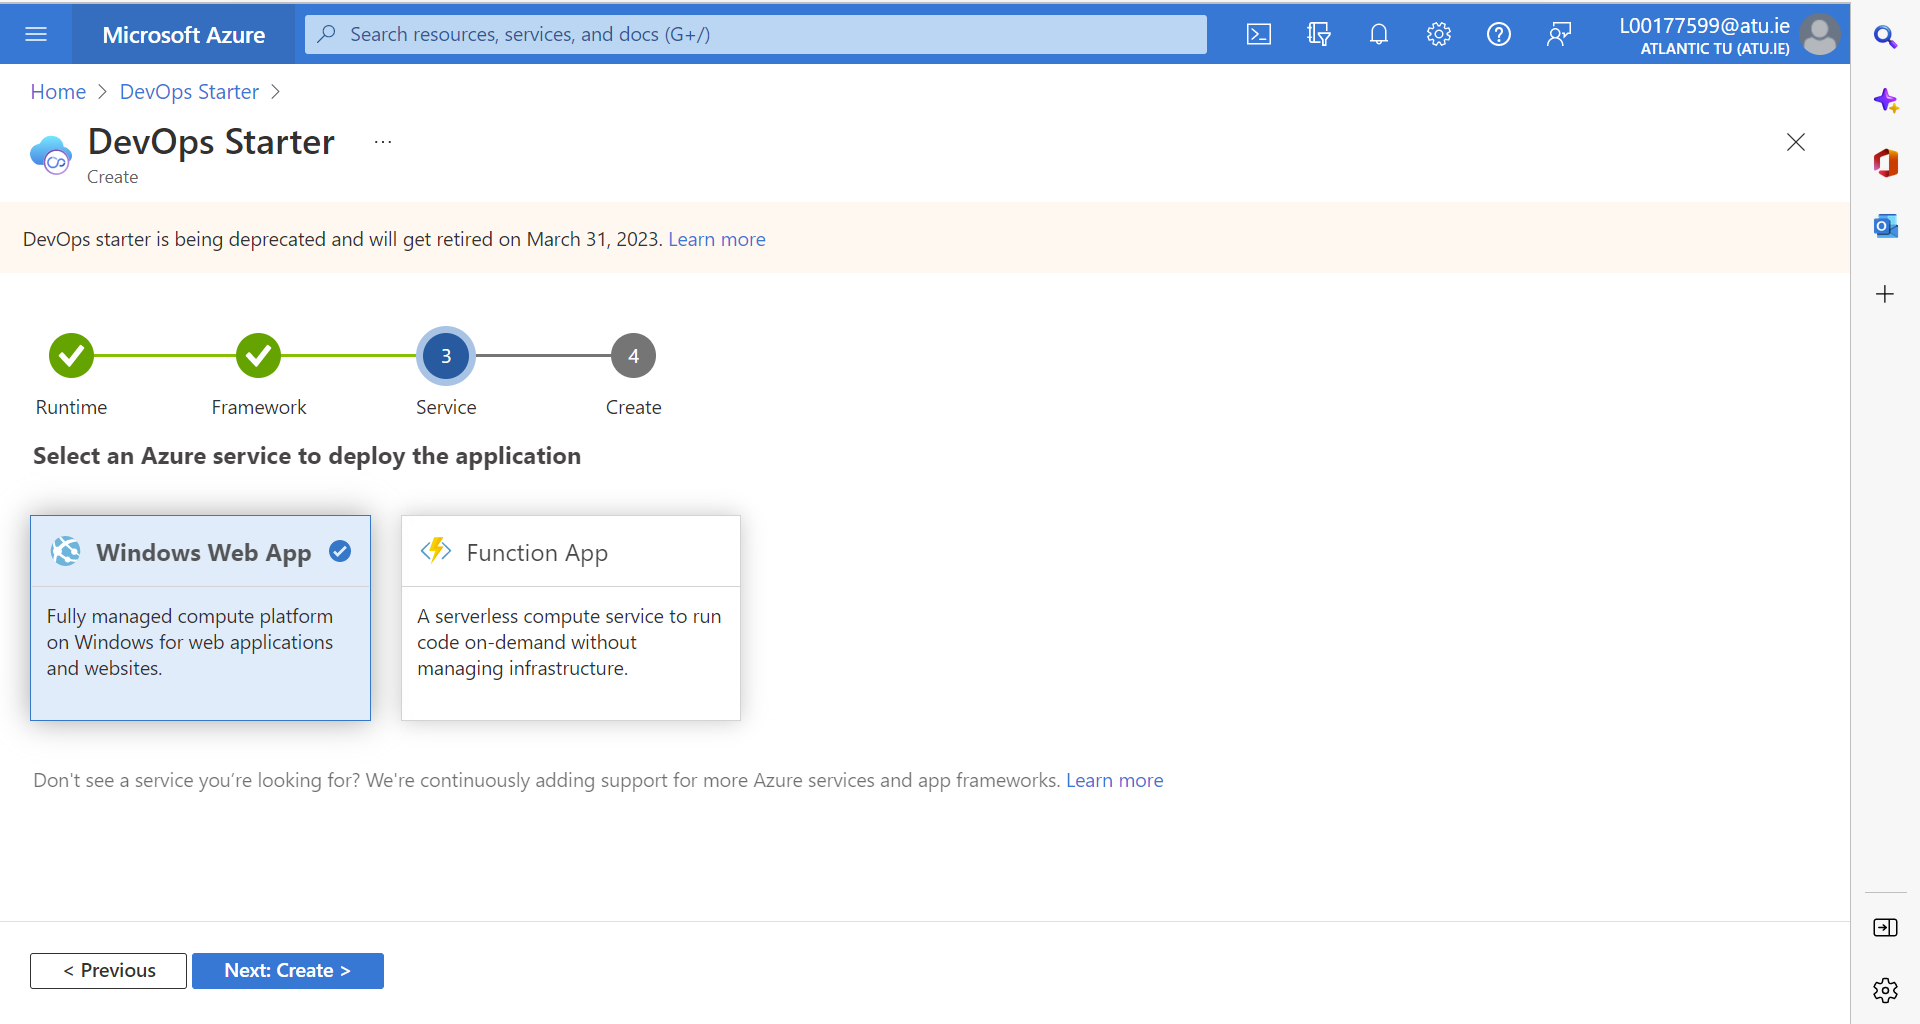 Microsoft Azure
Search resources, services, and docs (G+/)
L00177599@atu.ie
ATLANTIC TU (ATU.IE)
Home > DevOps Starter >
DevOps Starter ...
Create
DevOps starter is being deprecated and will get retired on March 31, 2023. Learn more
3
4
Runtime
Framework
Service
Create
Select an Azure service to deploy the application
Windows Web App
Fully managed compute platform
on Windows for web applications
and websites.
Function App
A serverless compute service to run
code on-demand without
managing infrastructure.
Don't see a service you’re looking for? We're continuously adding support for more Azure services and app frameworks. Learn more
< Previous
Next: Create >